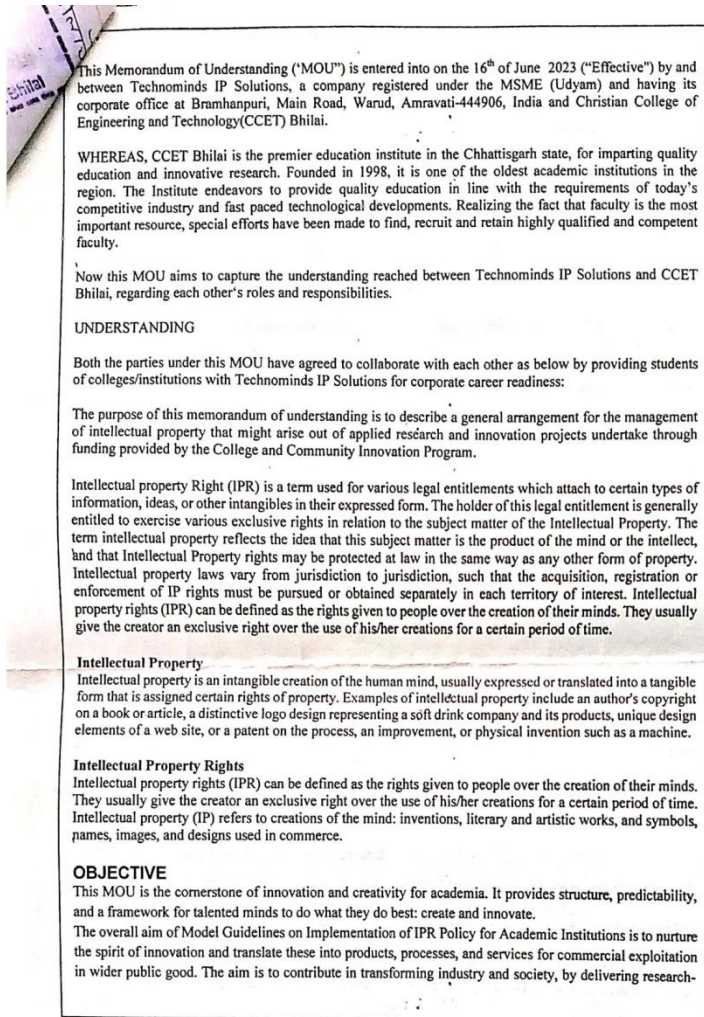 Bhilai
This Memorandum of Understanding ('MOU") is entered into on the 16th of June 2023 ("Effective") by and
between Technominds IP Solutions, a company registered under the MSME (Udyam) and having its
corporate office at Bramhanpuri, Main Road, Warud, Amravati-444906, India and Christian College of
Engineering and Technology(CCET) Bhilai.
WHEREAS, CCET Bhilai is the premier education institute in the Chhattisgarh state, for imparting quality
education and innovative research. Founded in 1998, it is one of the oldest academic institutions in the
region. The Institute endeavors to provide quality education in line with the requirements of today's
competitive industry and fast paced technological developments. Realizing the fact that faculty is the most
important resource, special efforts have been made to find, recruit and retain highly qualified and competent
faculty.
Now this MOU aims to capture the understanding reached between Technominds IP Solutions and CCET
Bhilai, regarding each other's roles and responsibilities.
UNDERSTANDING
Both the parties under this MOU have agreed to collaborate with each other as below by providing students
of colleges/institutions with Technominds IP Solutions for corporate career readiness:
The purpose of this memorandum of understanding is to describe a general arrangement for the management
of intellectual property that might arise out of applied research and innovation projects undertake through
funding provided by the College and Community Innovation Program.
Intellectual property Right (IPR) is a term used for various legal entitlements which attach to certain types of
information, ideas, or other intangibles in their expressed form. The holder of this legal entitlement is generally
entitled to exercise various exclusive rights in relation to the subject matter of the Intellectual Property. The
term intellectual property reflects the idea that this subject matter is the product of the mind or the intellect,
and that Intellectual Property rights may be protected at law in the same way as any other form of property.
Intellectual property laws vary from jurisdiction to jurisdiction, such that the acquisition, registration or
enforcement of IP rights must be pursued or obtained separately in each territory of interest. Intellectual
property rights (IPR) can be defined as the rights given to people over the creation of their minds. They usually
give the creator an exclusive right over the use of his/her creations for a certain period of time.
Intellectual Property
Intellectual property is an intangible creation of the human mind, usually expressed or translated into a tangible
form that is assigned certain rights of property. Examples of intellectual property include an author's copyright
on a book or article, a distinctive logo design representing a soft drink company and its products, unique design
elements of a web site, or a patent on the process, an improvement, or physical invention such as a machine.
Intellectual Property Rights
Intellectual property rights (IPR) can be defined as the rights given to people over the creation of their minds.
They usually give the creator an exclusive right over the use of his/her creations for a certain period of time.
Intellectual property (IP) refers to creations of the mind: inventions, literary and artistic works, and symbols,
names, images, and designs used in commerce.
OBJECTIVE
This MOU is the cornerstone of innovation and creativity for academia. It provides structure, predictability,
and a framework for talented minds to do what they do best: create and innovate.
The overall aim of Model Guidelines on Implementation of IPR Policy for Academic Institutions is to nurture
the spirit of innovation and translate these into products, processes, and services for commercial exploitation
in wider public good. The aim is to contribute in transforming industry and society, by delivering research-